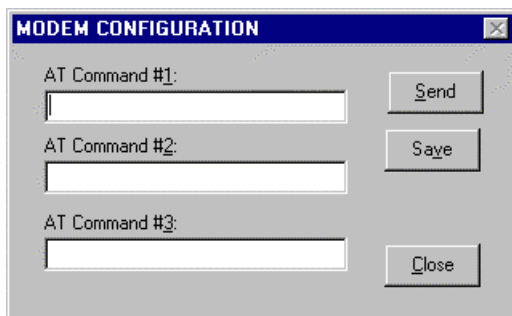 MODEM CONFIGURATION
AT Command #1:
Send
AT Command #2:
Save
AT Command #3:
Close